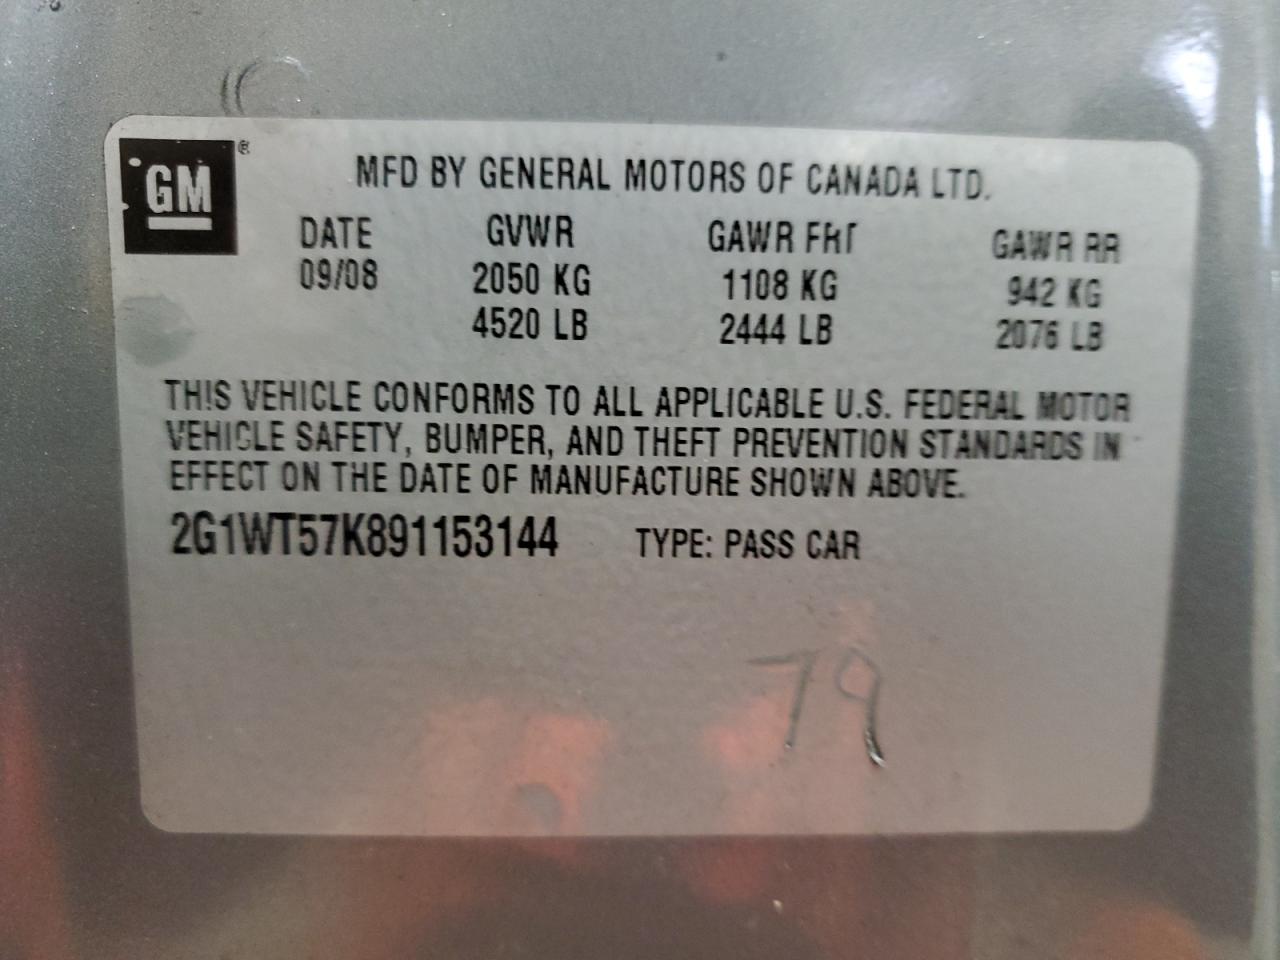 GM ®
MFD BY GENERAL MOTORS OF CANADA LTD.
DATE GVWR GAWR FRT GAWR RR
09/08 2050 KG 1108 KG 942 KG
4520 LB 2444 LB 2076 LB
THIS VEHICLE CONFORMS TO ALL APPLICABLE U.S. FEDERAL MOTOR
VEHICLE SAFETY, BUMPER, AND THEFT PREVENTION STANDARDS IN
EFFECT ON THE DATE OF MANUFACTURE SHOWN ABOVE.
2G1WT57K891153144 TYPE: PASS CAR
79